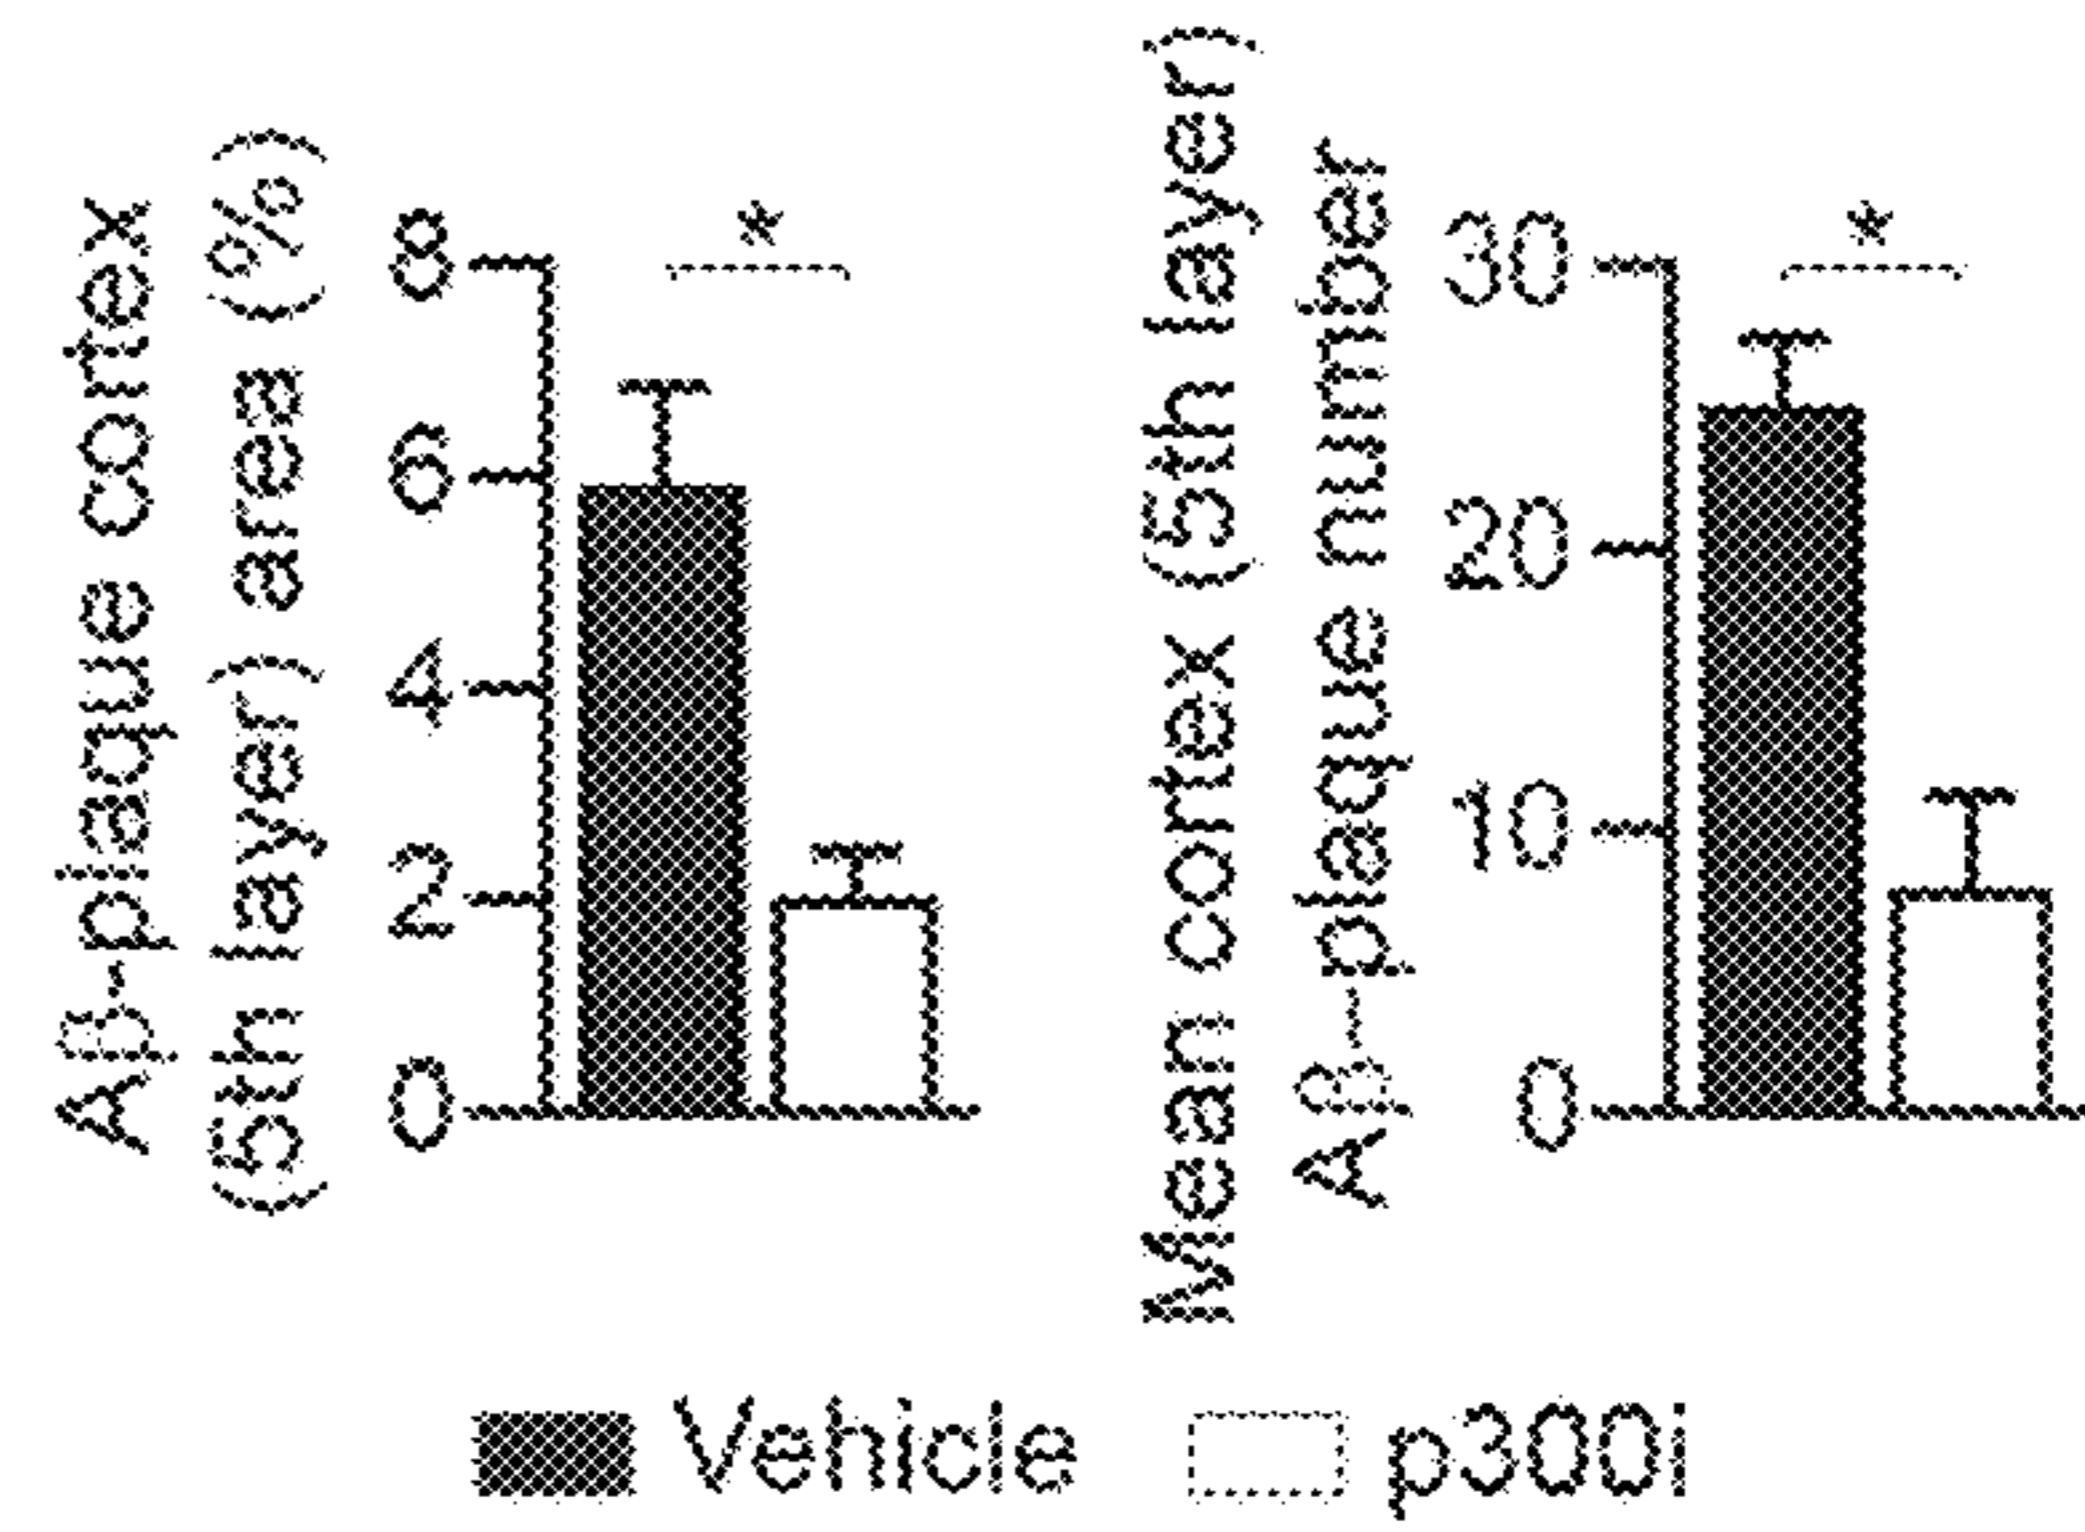 Aβ-plaque cortex
(5th layer) area (%)
8
6
4
2
0
*
Mean cortex (5th layer)
Aβ-plaque number
30
20
10
0
*
Vehicle
p300i